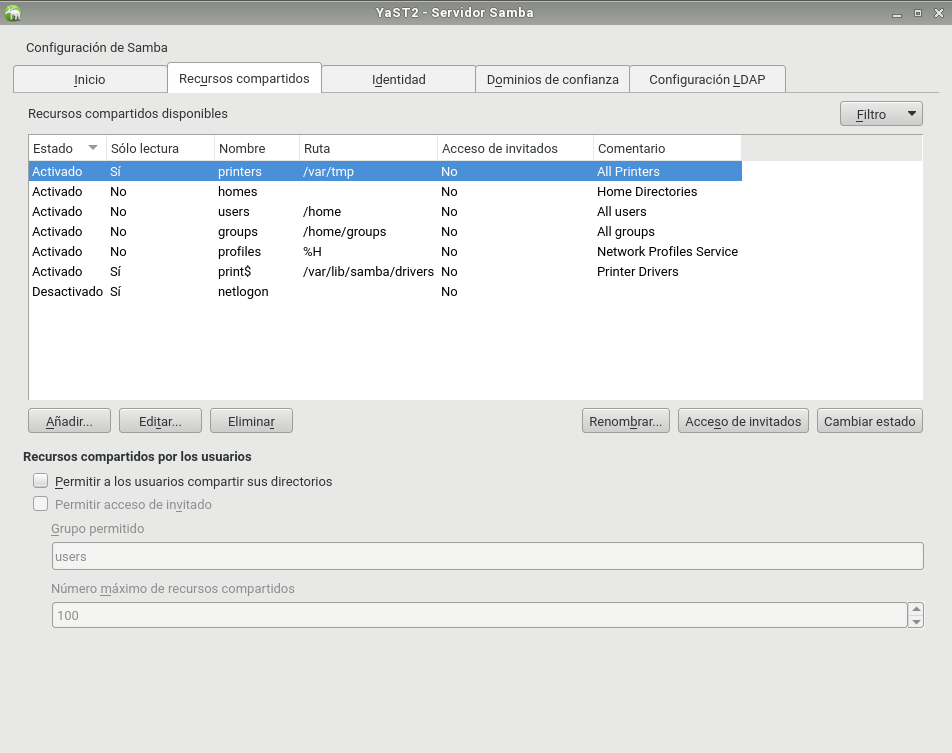 YaST2 - Servidor Samba
Configuración de Samba
Inicio Recursos compartidos Identidad Dominios de confianza Configuración LDAP
Recursos compartidos disponibles Filtro
Estado Sólo lectura Nombre Ruta Acceso de invitados Comentario
Activado Sí printers /var/tmp No All Printers
Activado No homes No Home Directories
Activado No users /home No All users
Activado No groups /home/groups No All groups
Activado No profiles %H No Network Profiles Service
Activado Sí print$ /var/lib/samba/drivers No Printer Drivers
Desactivado Sí netlogon No
Añadir... Editar... Eliminar Renombrar... Acceso de invitados Cambiar estado
Recursos compartidos por los usuarios
Permitir a los usuarios compartir sus directorios
Permitir acceso de invitado
Grupo permitido
users
Número máximo de recursos compartidos
100